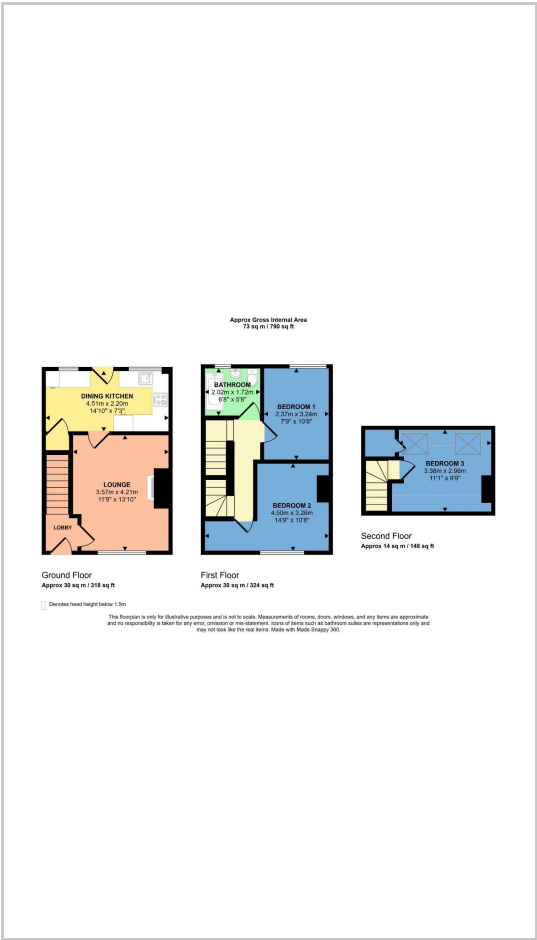 Approx Gross Internal Area
73 sq m / 790 sq ft
DINING KITCHEN
4.51m x 2.20m
14'10" x 7'3"
LOUNGE
3.57m x 4.21m
11'9" x 13'10"
LOBBY
Ground Floor
Approx 30 sq m / 318 sq ft
BATHROOM
2.02m x 1.72m
6'8" x 5'8"
BEDROOM 1
2.37m x 3.24m
7'9" x 10'8"
BEDROOM 2
4.50m x 3.26m
14'9" x 10'8"
First Floor
Approx 30 sq m / 324 sq ft
BEDROOM 3
3.38m x 2.98m
11'1" x 9'9"
Second Floor
Approx 14 sq m / 148 sq ft
Denotes head height below 1.5m
This floorplan is only for illustrative purposes and is not to scale. Measurements of rooms, doors, windows, and any items are approximate
and no responsibility is taken for any error, omission or mis-statement. Icons of items such as bathroom suites are representations only and
may not look like the real items. Made with Made Snappy 360.